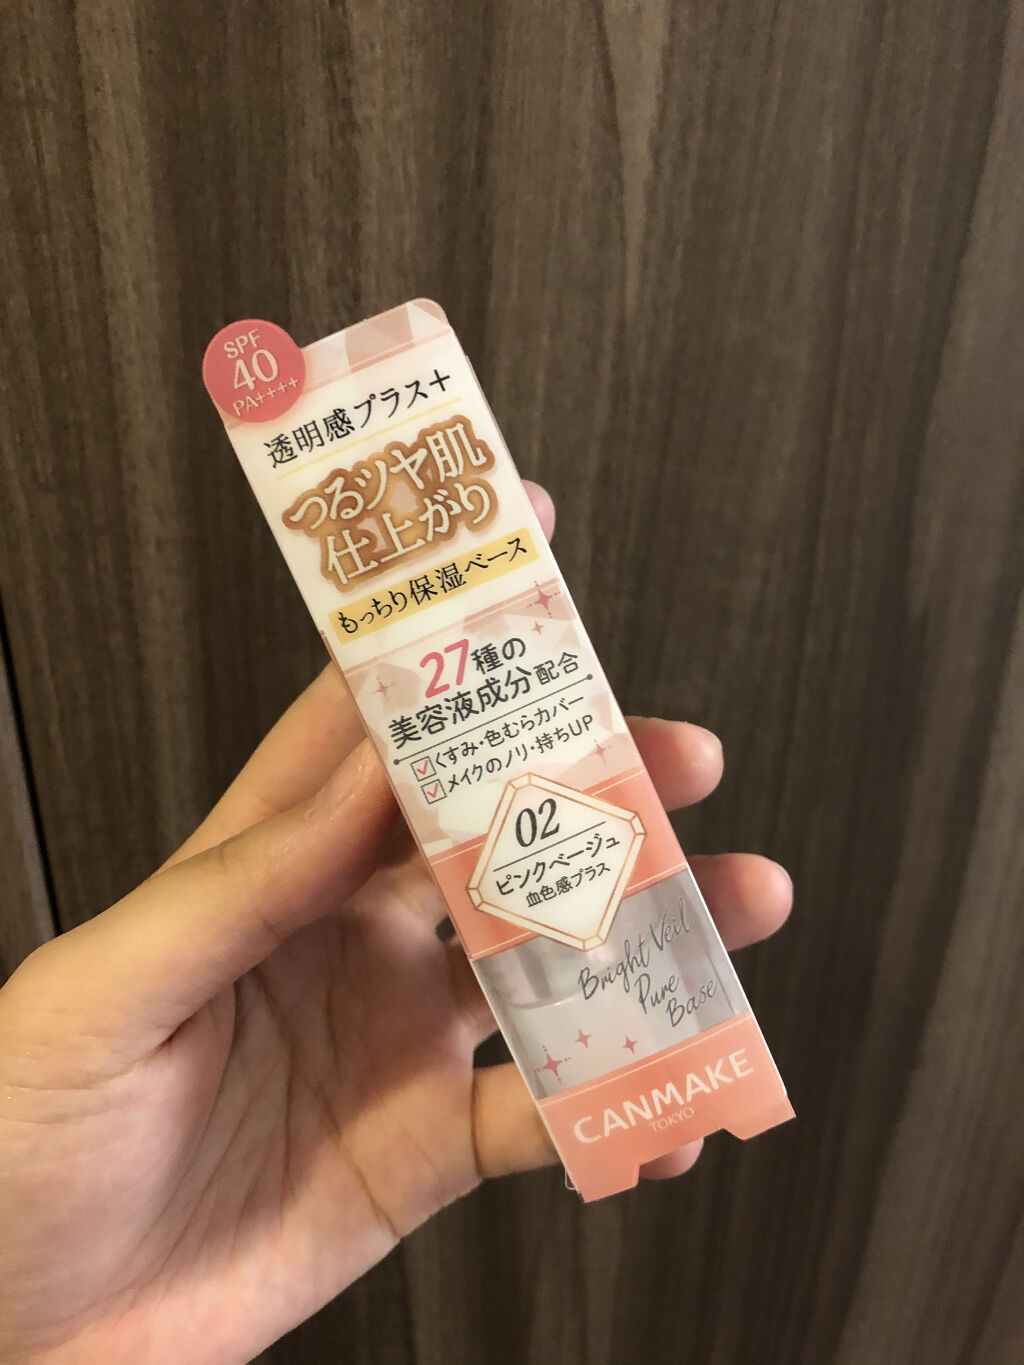 SPF
40
PA++++
透明感プラス+
つるツヤ肌
仕上がり
もっちり保湿ベース
27種の
美容液成分配合
くすみ・色むらカバー
メイクのノリ・持ちUP
02
ピンクベージュ
血色感プラス
Bright Veil
Pure
Base
CANMAKE
TOKYO